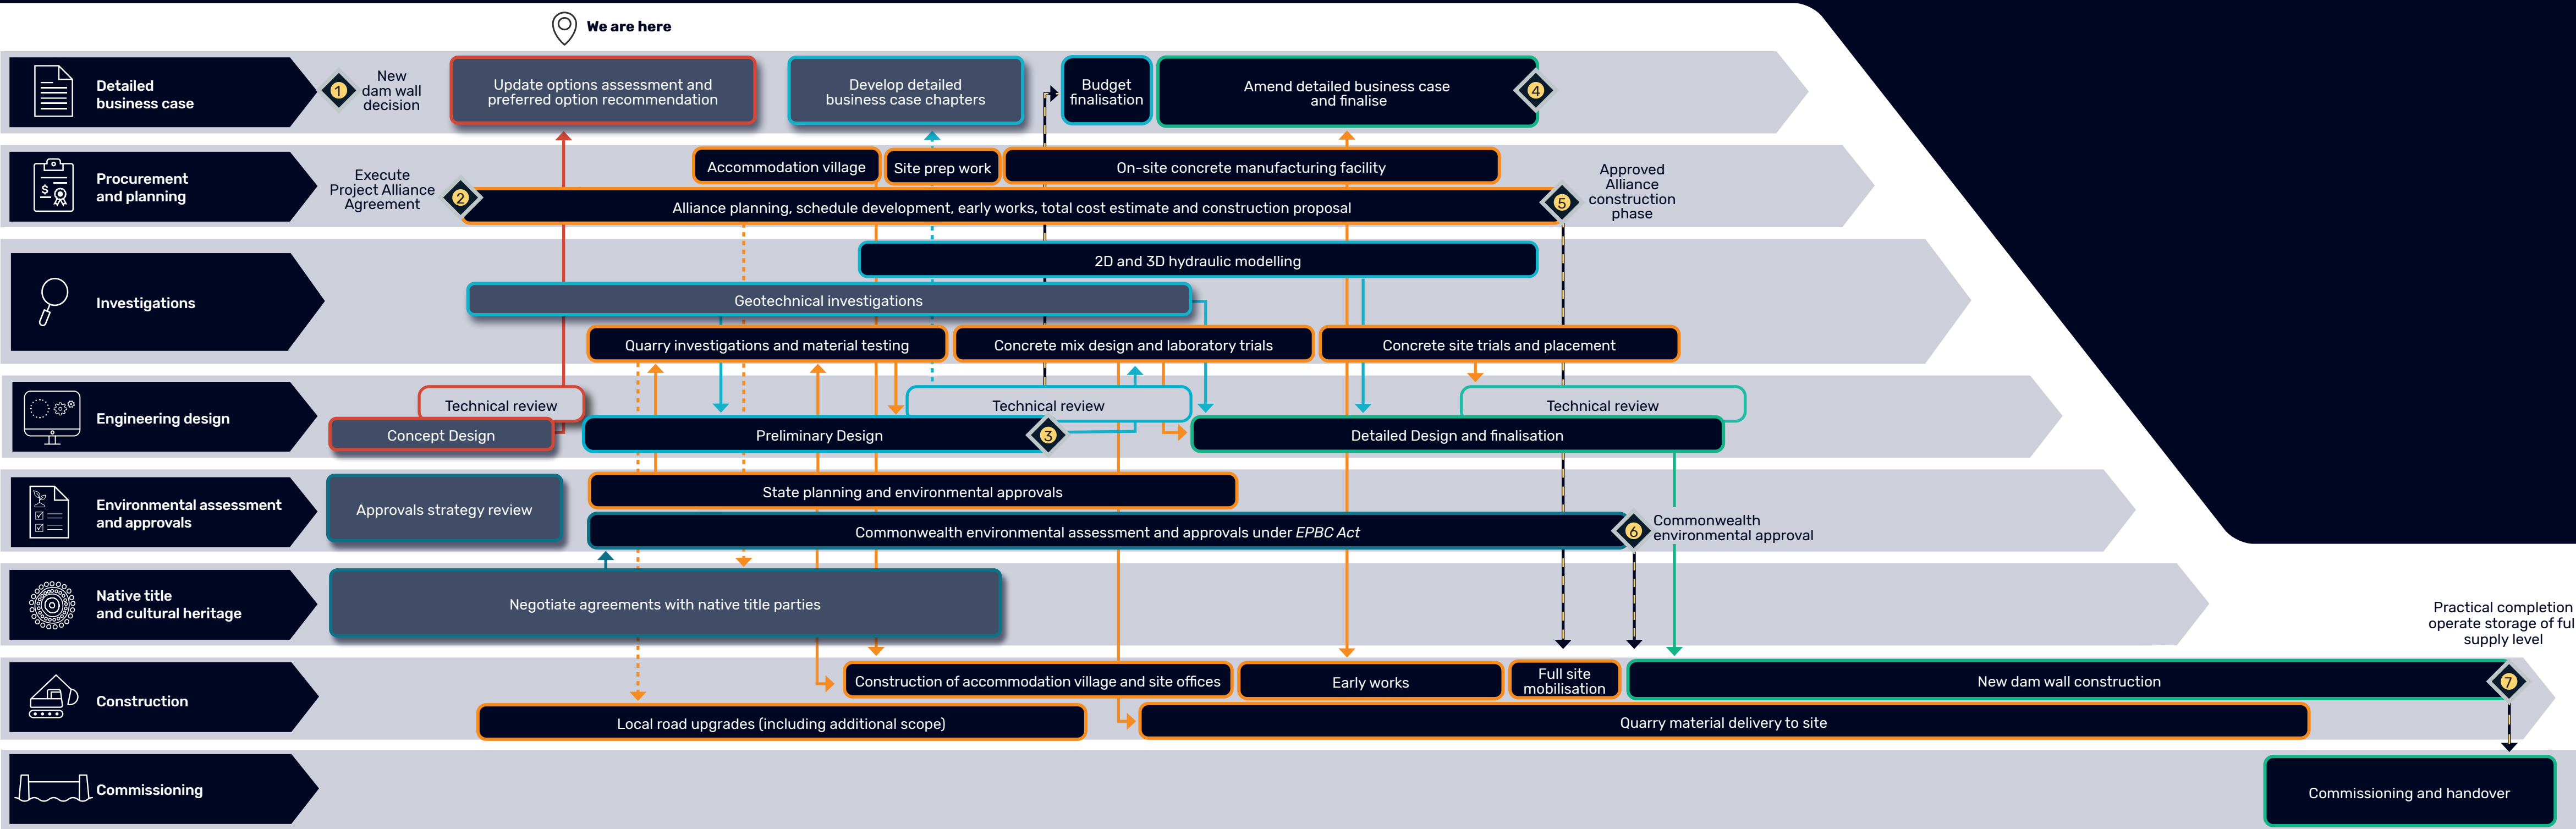 We are here
Detailed
business case
1
New
dam wall
decision
Update options assessment and
preferred option recommendation
Develop detailed
business case chapters
Budget
finalisation
Amend detailed business case
and finalise
4
Procurement
and planning
$
Execute
Project Alliance
Agreement
2
Accommodation village
Site prep work
On-site concrete manufacturing facility
Alliance planning, schedule development, early works, total cost estimate and construction proposal
5
Approved
Alliance
construction
phase
Investigations
2D and 3D hydraulic modelling
Geotechnical investigations
Quarry investigations and material testing
Concrete mix design and laboratory trials
Concrete site trials and placement
Engineering design
Technical review
Concept Design
Technical review
Preliminary Design
3
Technical review
Detailed Design and finalisation
Environmental assessment
and approvals
Approvals strategy review
State planning and environmental approvals
Commonwealth environmental assessment and approvals under EPBC Act
6
Commonwealth
environmental approval
Native title
and cultural heritage
Negotiate agreements with native title parties
Practical completion
operate storage of ful
supply level
Construction
Construction of accommodation village and site offices
Early works
Full site
mobilisation
New dam wall construction
7
Local road upgrades (including additional scope)
Quarry material delivery to site
Commissioning
Commissioning and handover